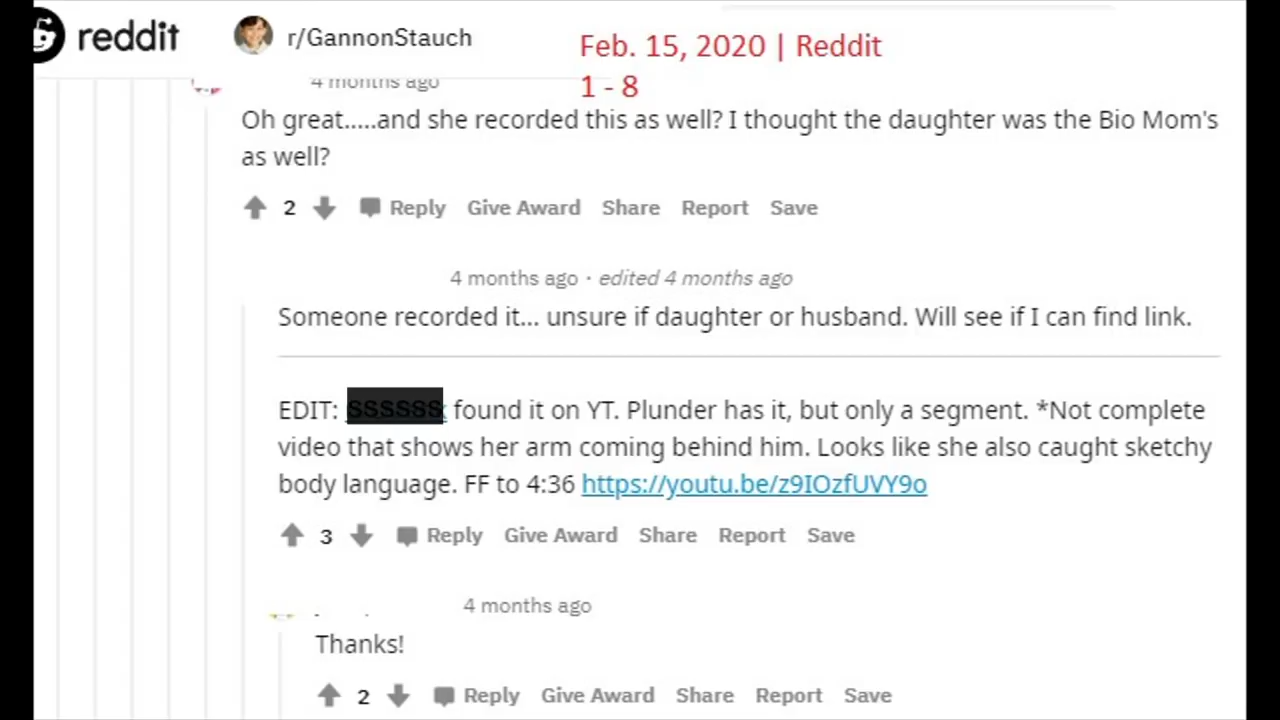 reddit
r/GannonStauch
Feb. 15, 2020 | Reddit
1 - 8
4 months ago
Oh great.....and she recorded this as well? I thought the daughter was the Bio Mom's
as well?
2 Reply Give Award Share Report Save
4 months ago · edited 4 months ago
Someone recorded it... unsure if daughter or husband. Will see if I can find link.
EDIT: found it on YT. Plunder has it, but only a segment. *Not complete
video that shows her arm coming behind him. Looks like she also caught sketchy
body language. FF to 4:36 https://youtu.be/z9IOzfUVY9o
3 Reply Give Award Share Report Save
4 months ago
Thanks!
2 Reply Give Award Share Report Save